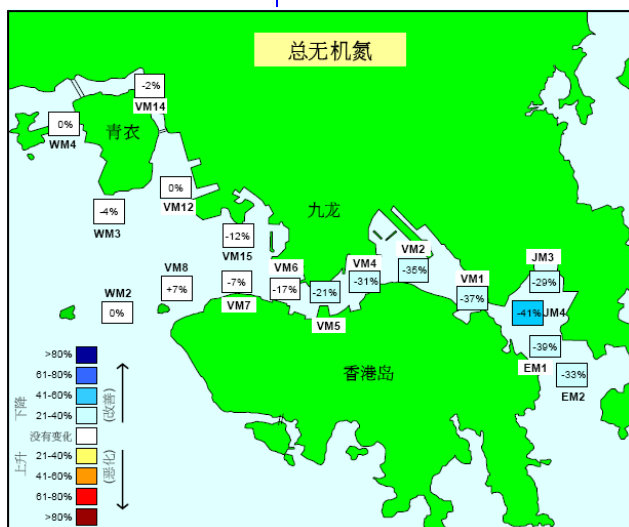 总无机氮
-2%
VM14
0%
WM4
青衣
0%
VM12
-4%
WM3
九龙
-12%
VM15
VM2
-35%
VM4
-31%
VM6
-17%
VM8
+7%
-7%
VM7
-21%
VM5
VM1
-37%
JM3
-29%
-41%
JM4
WM2
0%
-39%
EM1
-33%
EM2
香港岛
>80%
61-80%
41-60%
21-40%
没有变化
21-40%
41-60%
61-80%
>80%
下降
(改善)
上升
(恶化)